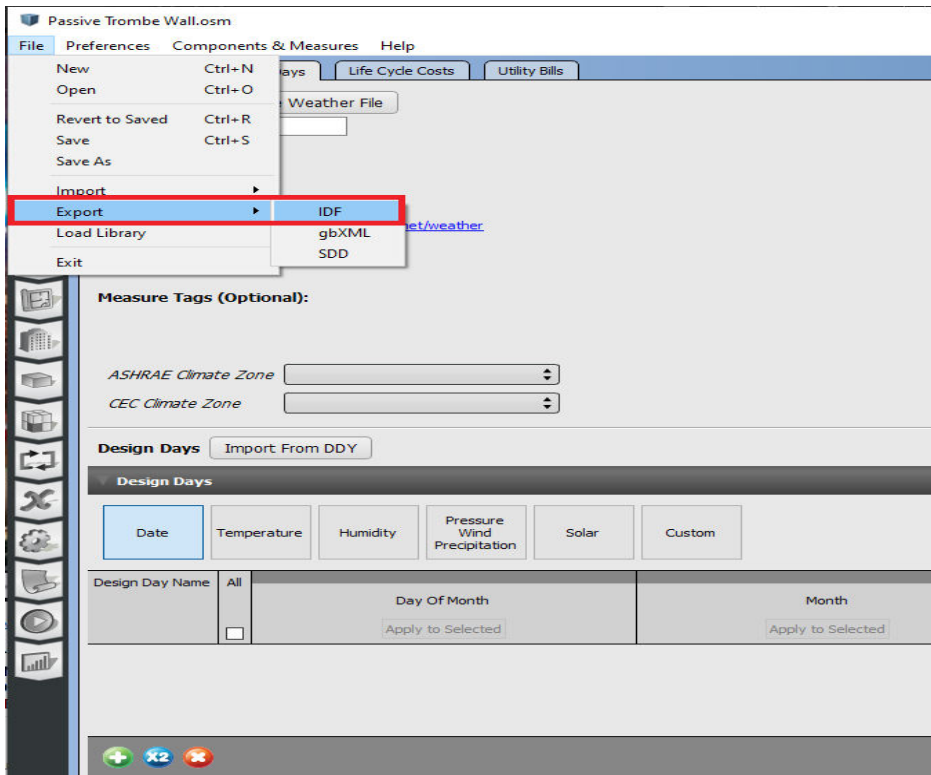 Passive Trombe Wall.osm
File Preferences Components & Measures Help
New Ctrl+N
Open Ctrl+O
Revert to Saved Ctrl+R
Save Ctrl+S
Save As
Import
Export
Load Library
Exit
IDF
gbXML
SDD
ays
Life Cycle Costs
Utility Bills
Weather File
net/weather
Measure Tags (Optional):
ASHRAE Climate Zone
CEC Climate Zone
Design Days Import From DDY
Design Days
Date
Temperature
Humidity
Pressure
Wind
Precipitation
Solar
Custom
Design Day Name
All
Day Of Month
Apply to Selected
Month
Apply to Selected
X2